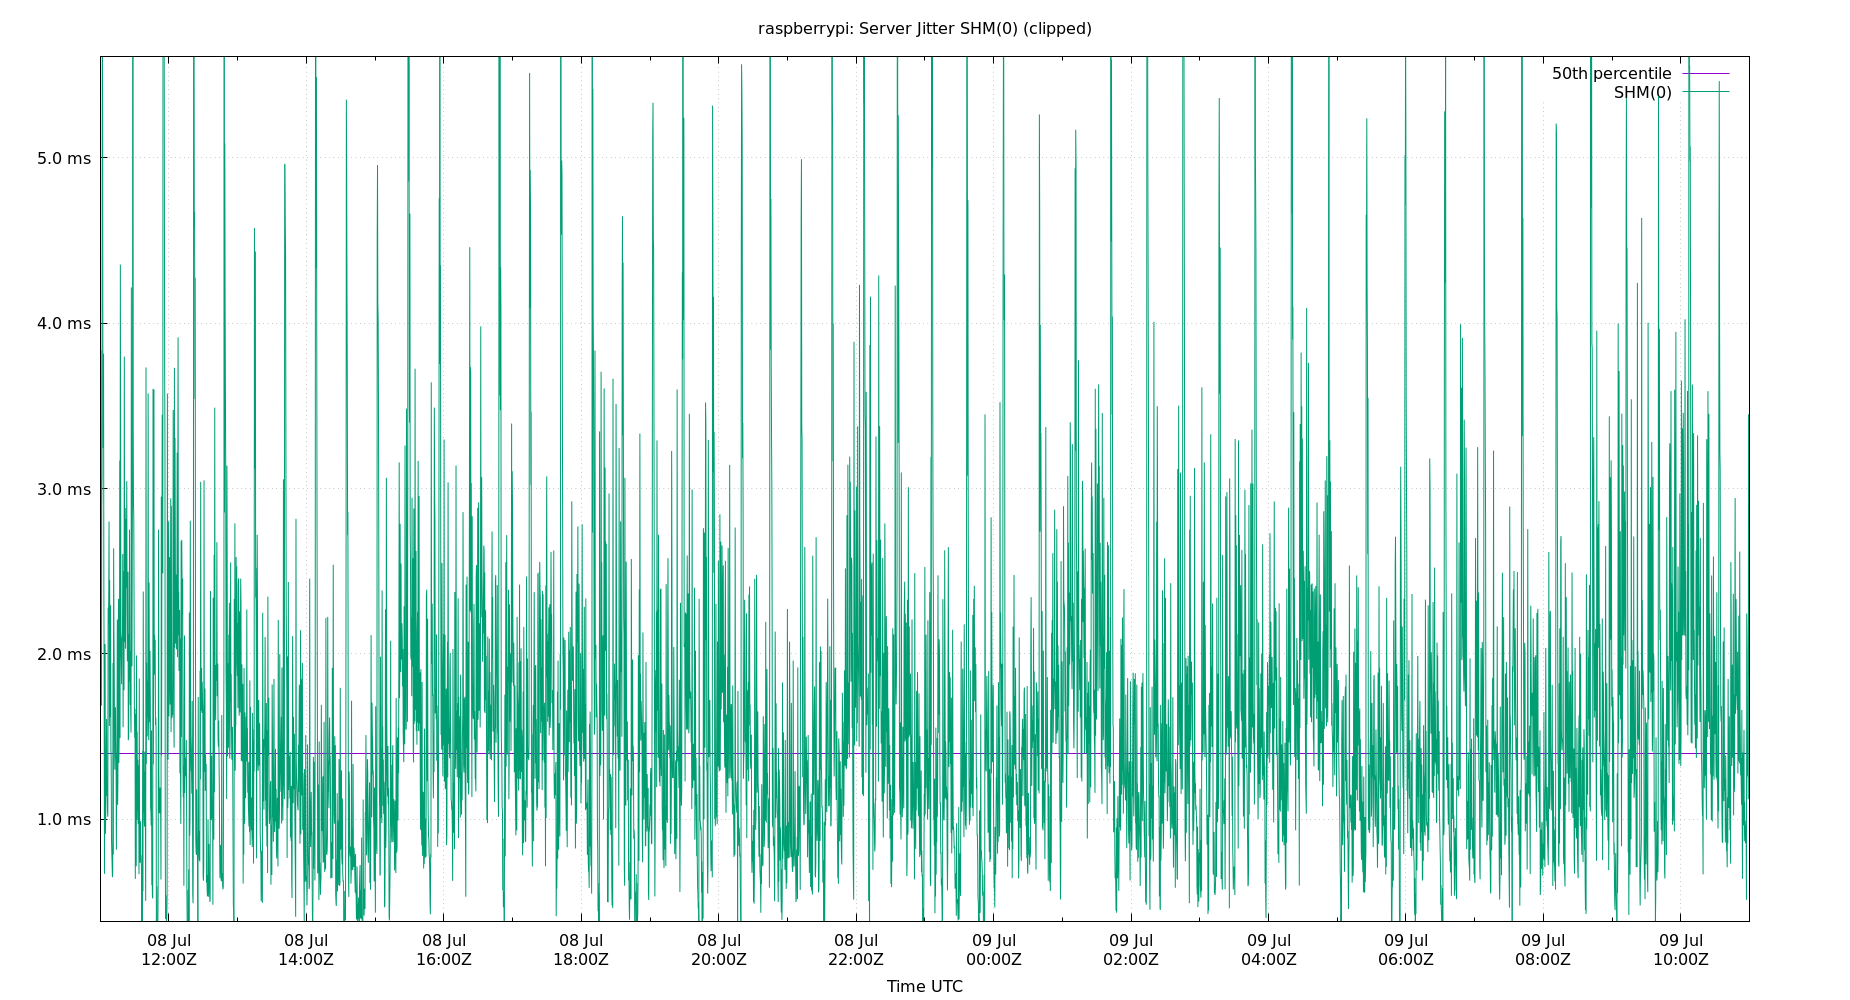 raspberrypi: Server Jitter SHM(0) (clipped)
50th percentile
SHM(0)
5.0 ms
4.0 ms
3.0 ms
2.0 ms
1.0 ms
08 Jul 08 Jul 08 Jul 08 Jul 08 Jul 08 Jul 09 Jul 09 Jul 09 Jul 09 Jul 09 Jul 09 Jul
12:00Z 14:00Z 16:00Z 18:00Z 20:00Z 22:00Z 00:00Z 02:00Z 04:00Z 06:00Z 08:00Z 10:00Z
Time UTC